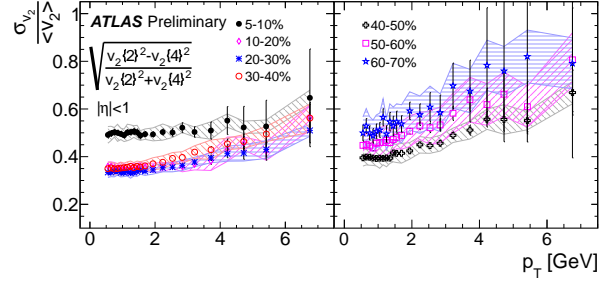 σ_{v_2} / <v_2>
ATLAS Preliminary
√((v_2{2}^2-v_2{4}^2) / (v_2{2}^2+v_2{4}^2))
|η|<1
5-10%
10-20%
20-30%
30-40%
40-50%
50-60%
60-70%
1
0.8
0.6
0.4
0.2
0 2 4 6
0 2 4 6
p_T [GeV]